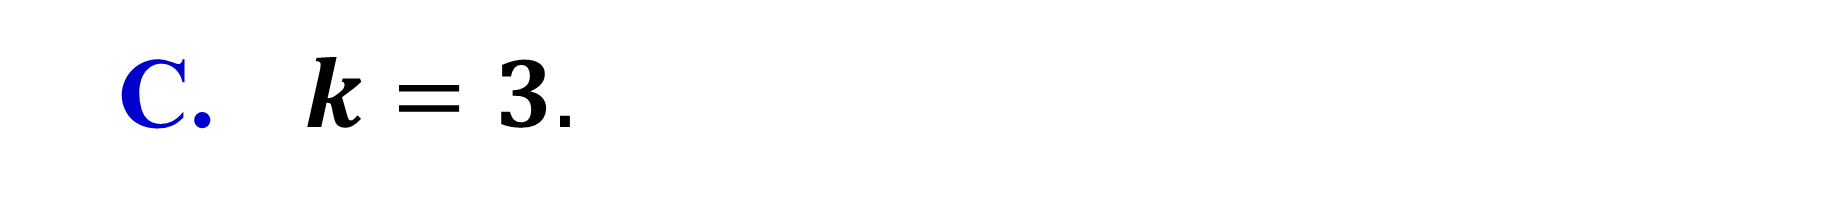 C. k = 3.